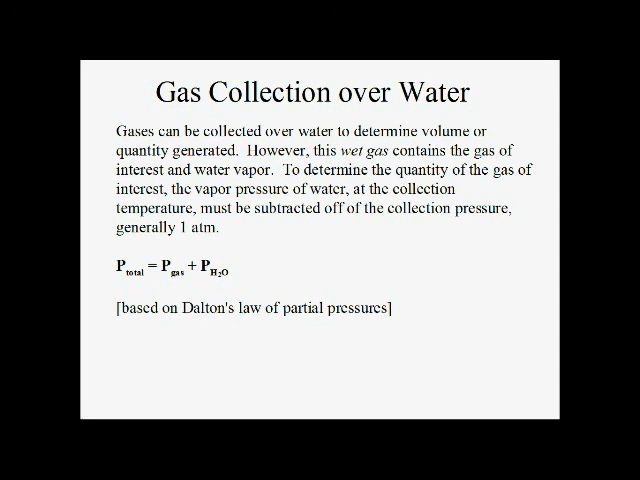 Gas Collection over Water
Gases can be collected over water to determine volume or
quantity generated. However, this wet gas contains the gas of
interest and water vapor. To determine the quantity of the gas of
interest, the vapor pressure of water, at the collection
temperature, must be subtracted off of the collection pressure,
generally 1 atm.
Ptotal = Pgas + PH2O
[based on Dalton's law of partial pressures]